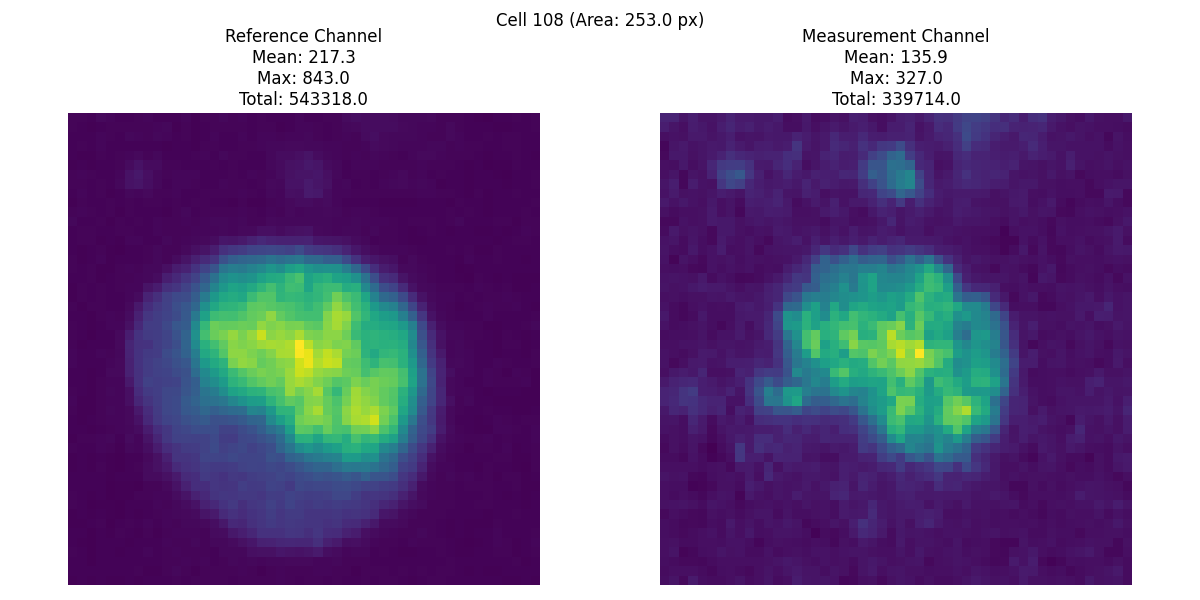 Cell 108 (Area: 253.0 px)
Reference Channel
Mean: 217.3
Max: 843.0
Total: 543318.0
Measurement Channel
Mean: 135.9
Max: 327.0
Total: 339714.0